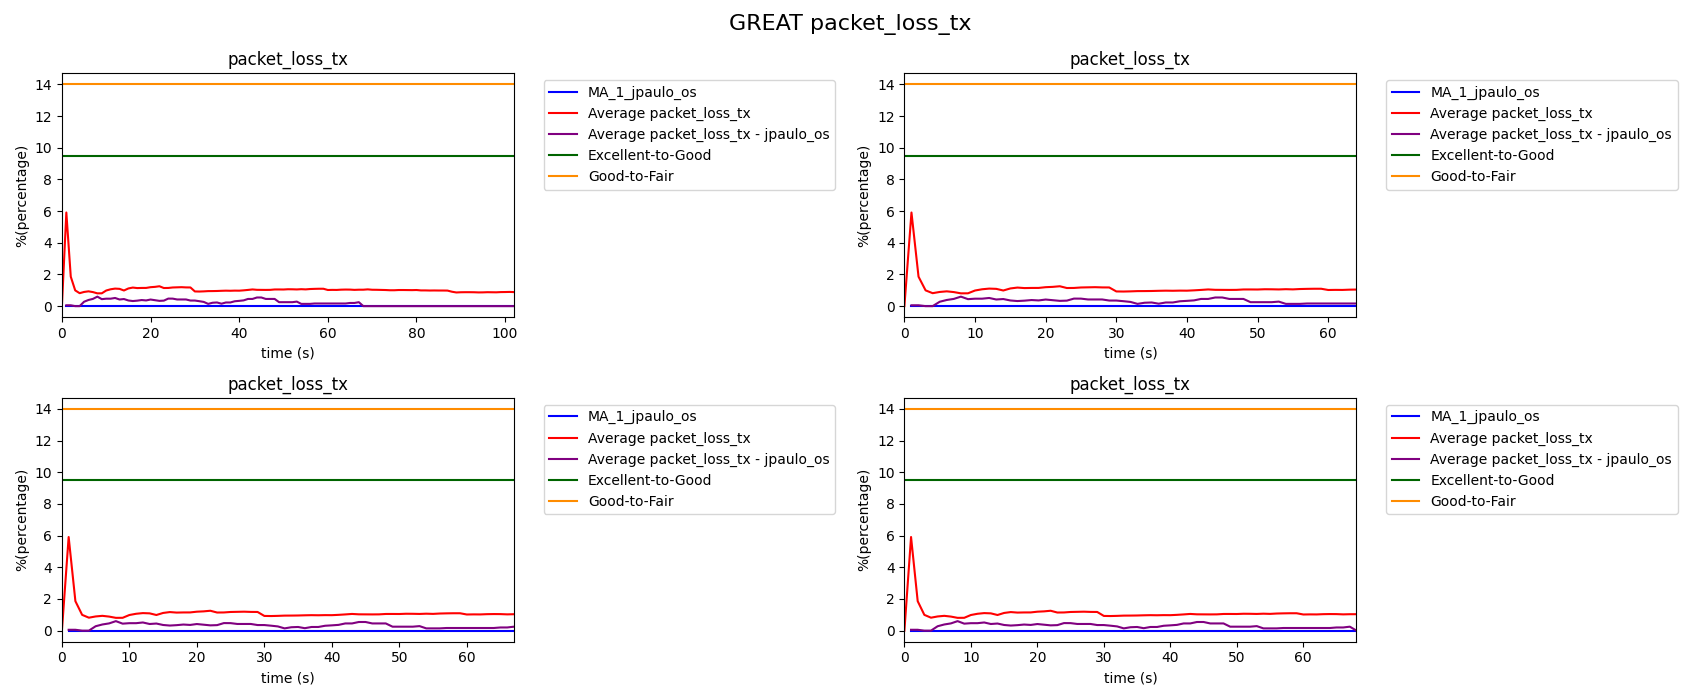 GREAT packet_loss_tx
packet_loss_tx
%(percentage)
14
12
10
8
6
4
2
0
0 20 40 60 80 100
time (s)
MA_1_jpaulo_os
Average packet_loss_tx
Average packet_loss_tx - jpaulo_os
Excellent-to-Good
Good-to-Fair
packet_loss_tx
%(percentage)
14
12
10
8
6
4
2
0
0 10 20 30 40 50 60
time (s)
MA_1_jpaulo_os
Average packet_loss_tx
Average packet_loss_tx - jpaulo_os
Excellent-to-Good
Good-to-Fair
packet_loss_tx
%(percentage)
14
12
10
8
6
4
2
0
0 10 20 30 40 50 60
time (s)
MA_1_jpaulo_os
Average packet_loss_tx
Average packet_loss_tx - jpaulo_os
Excellent-to-Good
Good-to-Fair
packet_loss_tx
%(percentage)
14
12
10
8
6
4
2
0
0 10 20 30 40 50 60
time (s)
MA_1_jpaulo_os
Average packet_loss_tx
Average packet_loss_tx - jpaulo_os
Excellent-to-Good
Good-to-Fair